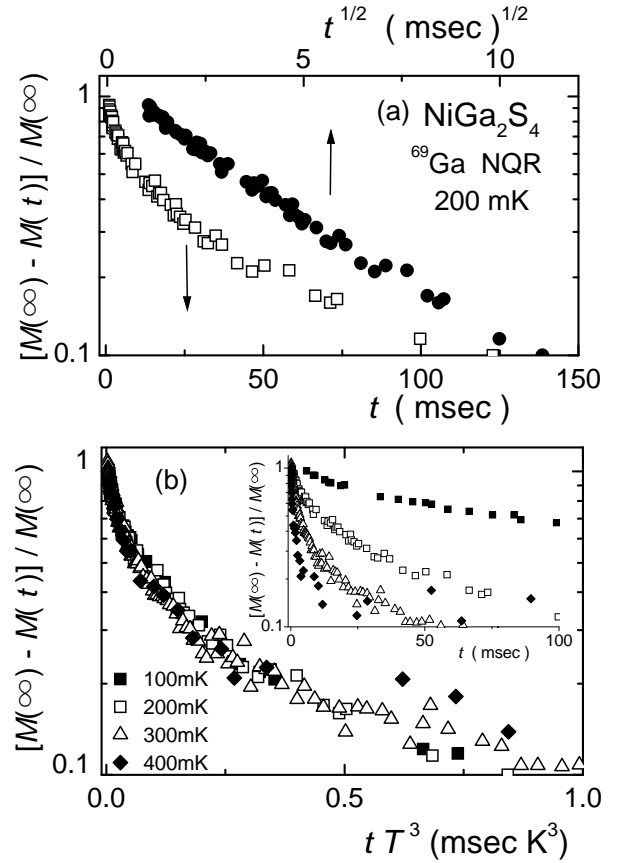 t^{1/2} ( msec )^{1/2}
0 5 10
[M(∞) - M( t)] / M(∞)
1
0.1
(a) NiGa₂S₄
⁶⁹Ga NQR
200 mK
0 50 100 150
t ( msec)
[M(∞) - M( t)] / M(∞)
1
0.1
(b)
100mK
200mK
300mK
400mK
[M(∞) - M( t)] / M(∞)
1
0.1
0 50 100
t ( msec)
0.0 0.5 1.0
t T³ (msec K³)